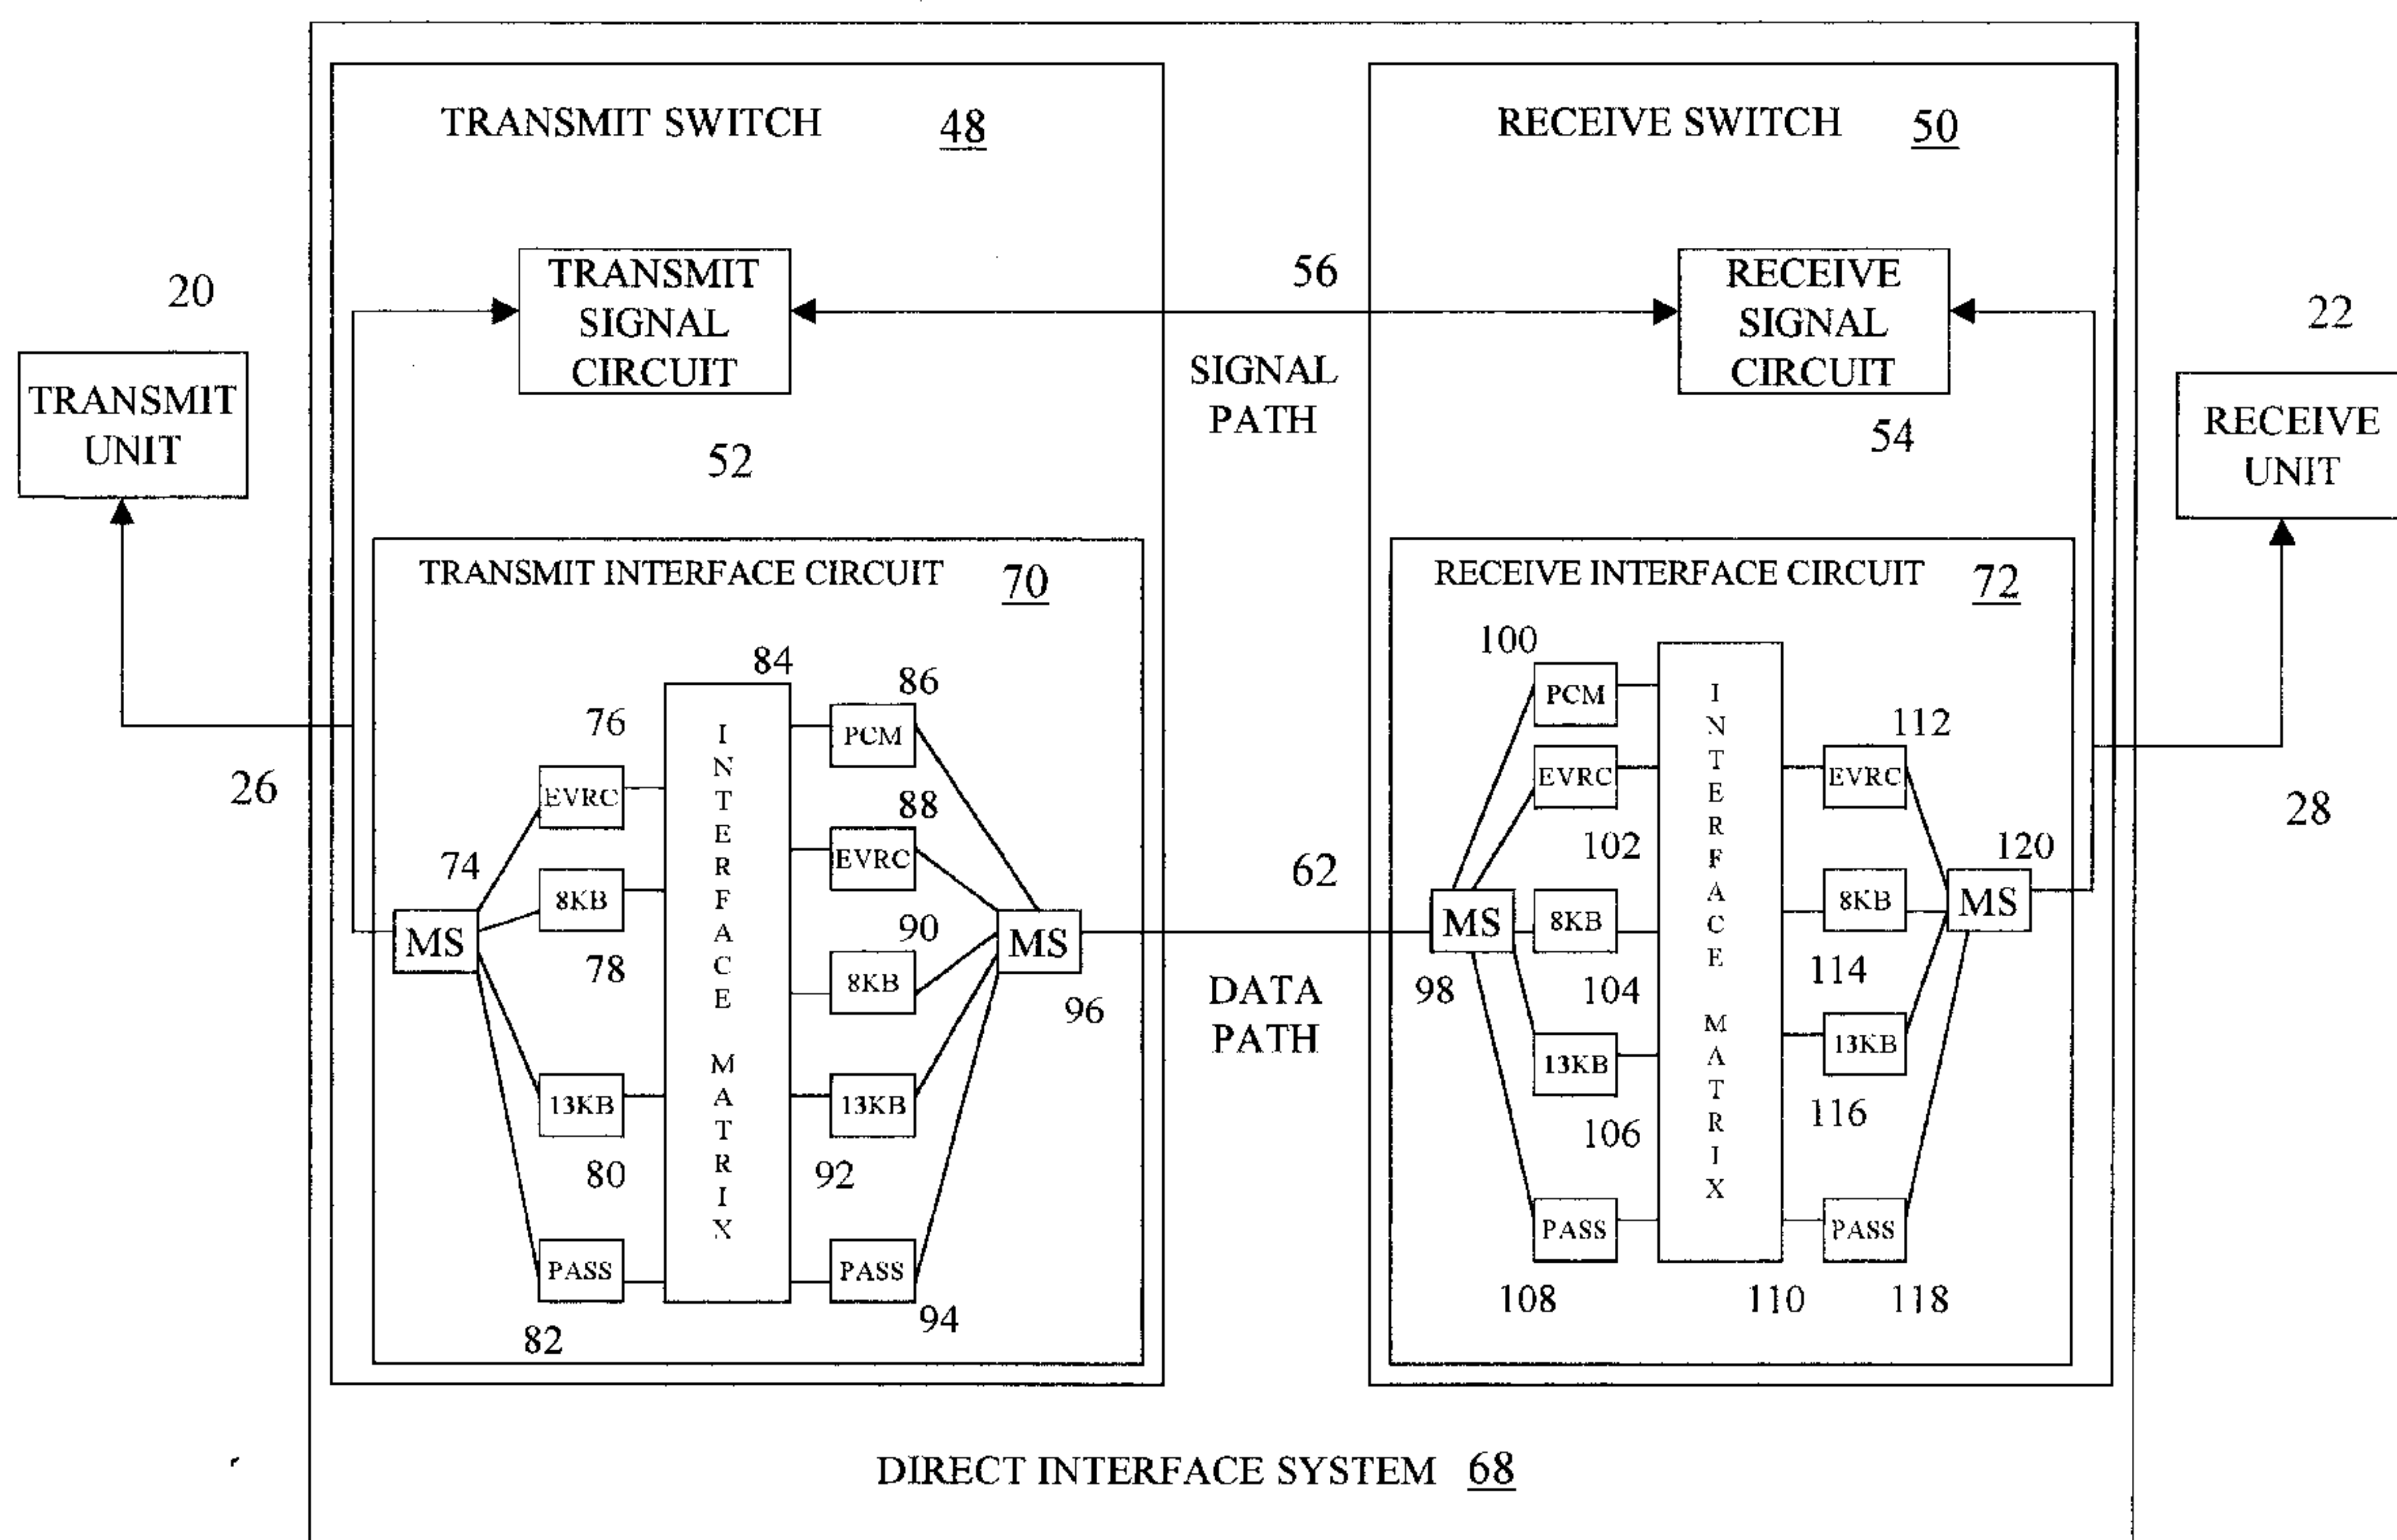 TRANSMIT SWITCH 48
RECEIVE SWITCH 50
20
TRANSMIT
UNIT
26
TRANSMIT
SIGNAL
CIRCUIT
52
56
SIGNAL
PATH
RECEIVE
SIGNAL
CIRCUIT
54
22
RECEIVE
UNIT
28
TRANSMIT INTERFACE CIRCUIT 70
74
MS
76
EVRC
8KB
78
13KB
80
PASS
82
84
INTERFACE MATRIX
86
PCM
88
EVRC
90
8KB
13KB
92
PASS
94
MS
96
62
DATA
PATH
RECEIVE INTERFACE CIRCUIT 72
MS
98
100
PCM
EVRC
102
8KB
104
13KB
106
PASS
108
INTERFACE MATRIX
110
112
EVRC
8KB
114
13KB
116
PASS
118
120
MS
DIRECT INTERFACE SYSTEM 68